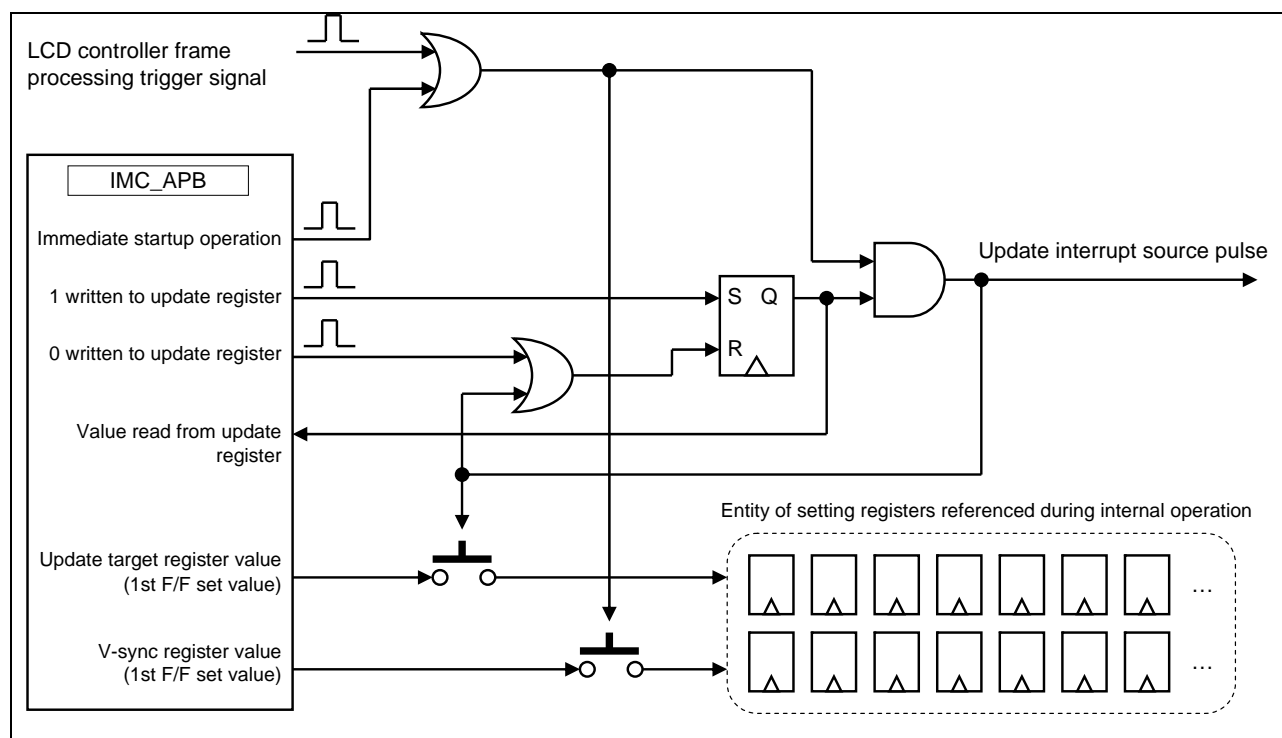 LCD controller frame
processing trigger signal
IMC_APB
Immediate startup operation
Update interrupt source pulse
1 written to update register
S Q
0 written to update register
R
Value read from update
register
Entity of setting registers referenced during internal operation
Update target register value
(1st F/F set value)
...
V-sync register value
(1st F/F set value)
...